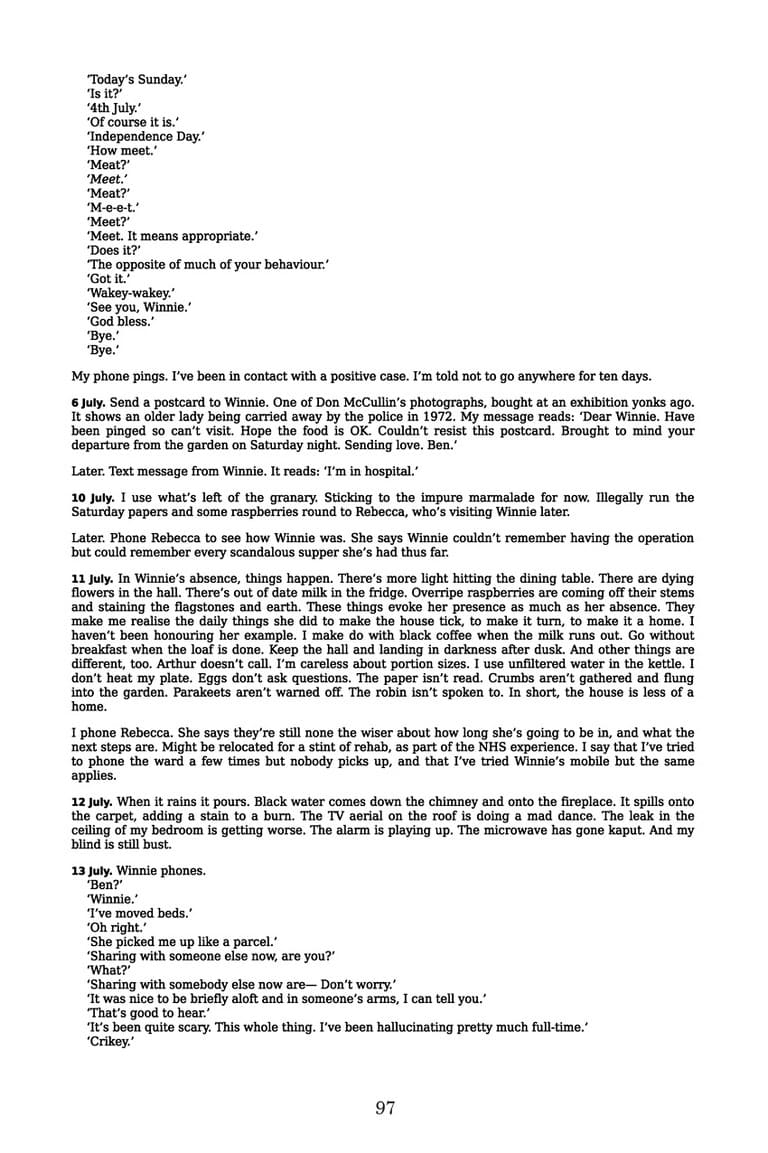 ‘Today’s Sunday.’
‘Is it?’
‘4th July.’
‘Of course it is.’
‘Independence Day.’
‘How meet.’
‘Meat?’
‘Meet.’
‘Meat?’
‘M-e-e-t.’
‘Meet?’
‘Meet. It means appropriate.’
‘Does it?’
‘The opposite of much of your behaviour.’
‘Got it.’
‘Wakey-wakey.’
‘See you, Winnie.’
‘God bless.’
‘Bye.’
‘Bye.’
My phone pings. I’ve been in contact with a positive case. I’m told not to go anywhere for ten days.
6 July. Send a postcard to Winnie. One of Don McCullin’s photographs, bought at an exhibition yonks ago.
It shows an older lady being carried away by the police in 1972. My message reads: ‘Dear Winnie. Have
been pinged so can’t visit. Hope the food is OK. Couldn’t resist this postcard. Brought to mind your
departure from the garden on Saturday night. Sending love. Ben.’
Later. Text message from Winnie. It reads: ‘I’m in hospital.’
10 July. I use what’s left of the granary. Sticking to the impure marmalade for now. Illegally run the
Saturday papers and some raspberries round to Rebecca, who’s visiting Winnie later.
Later. Phone Rebecca to see how Winnie was. She says Winnie couldn’t remember having the operation
but could remember every scandalous supper she’s had thus far.
11 July. In Winnie’s absence, things happen. There’s more light hitting the dining table. There are dying
flowers in the hall. There’s out of date milk in the fridge. Overripe raspberries are coming off their stems
and staining the flagstones and earth. These things evoke her presence as much as her absence. They
make me realise the daily things she did to make the house tick, to make it turn, to make it a home. I
haven’t been honouring her example. I make do with black coffee when the milk runs out. Go without
breakfast when the loaf is done. Keep the hall and landing in darkness after dusk. And other things are
different, too. Arthur doesn’t call. I’m careless about portion sizes. I use unfiltered water in the kettle. I
don’t heat my plate. Eggs don’t ask questions. The paper isn’t read. Crumbs aren’t gathered and flung
into the garden. Parakeets aren’t warned off. The robin isn’t spoken to. In short, the house is less of a
home.
I phone Rebecca. She says they’re still none the wiser about how long she’s going to be in, and what the
next steps are. Might be relocated for a stint of rehab, as part of the NHS experience. I say that I’ve tried
to phone the ward a few times but nobody picks up, and that I’ve tried Winnie’s mobile but the same
applies.
12 July. When it rains it pours. Black water comes down the chimney and onto the fireplace. It spills onto
the carpet, adding a stain to a burn. The TV aerial on the roof is doing a mad dance. The leak in the
ceiling of my bedroom is getting worse. The alarm is playing up. The microwave has gone kaput. And my
blind is still bust.
13 July. Winnie phones.
‘Ben?’
‘Winnie.’
‘I’ve moved beds.’
‘Oh right.’
‘She picked me up like a parcel.’
‘Sharing with someone else now, are you?’
‘What?’
‘Sharing with somebody else now are— Don’t worry.’
‘It was nice to be briefly aloft and in someone’s arms, I can tell you.’
‘That’s good to hear.’
‘It’s been quite scary. This whole thing. I’ve been hallucinating pretty much full-time.’
‘Crikey.’
97